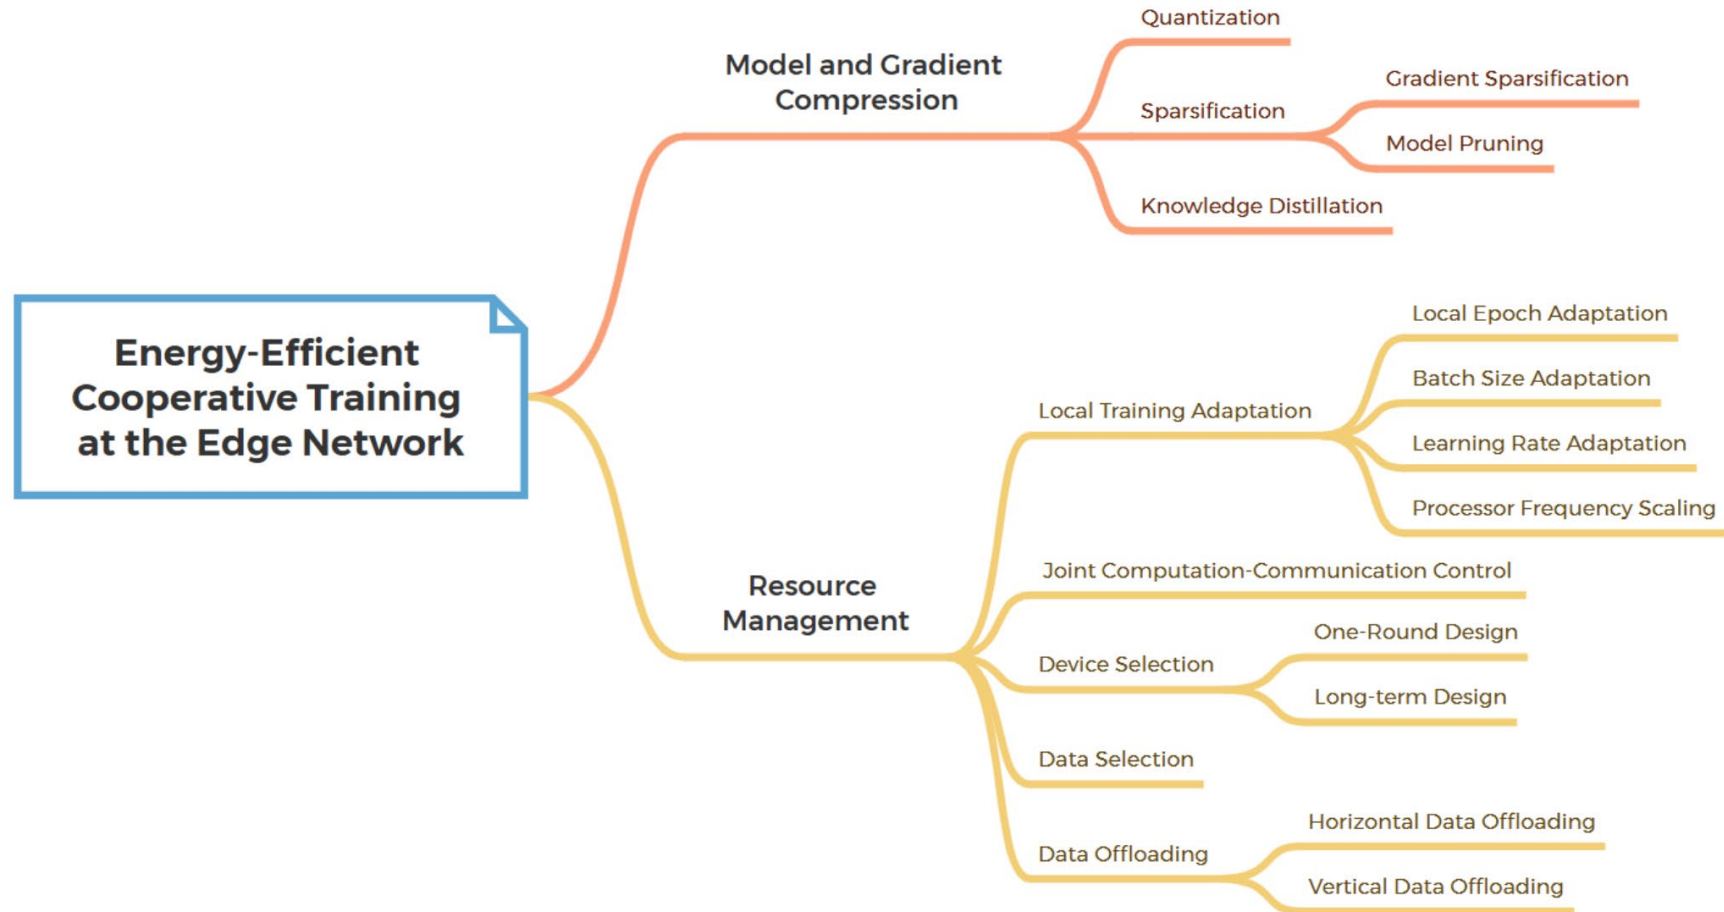 Energy-Efficient
Cooperative Training
at the Edge Network
Model and Gradient
Compression
Quantization
Sparsification
Gradient Sparsification
Model Pruning
Knowledge Distillation
Resource
Management
Local Training Adaptation
Local Epoch Adaptation
Batch Size Adaptation
Learning Rate Adaptation
Processor Frequency Scaling
Joint Computation-Communication Control
Device Selection
One-Round Design
Long-term Design
Data Selection
Data Offloading
Horizontal Data Offloading
Vertical Data Offloading